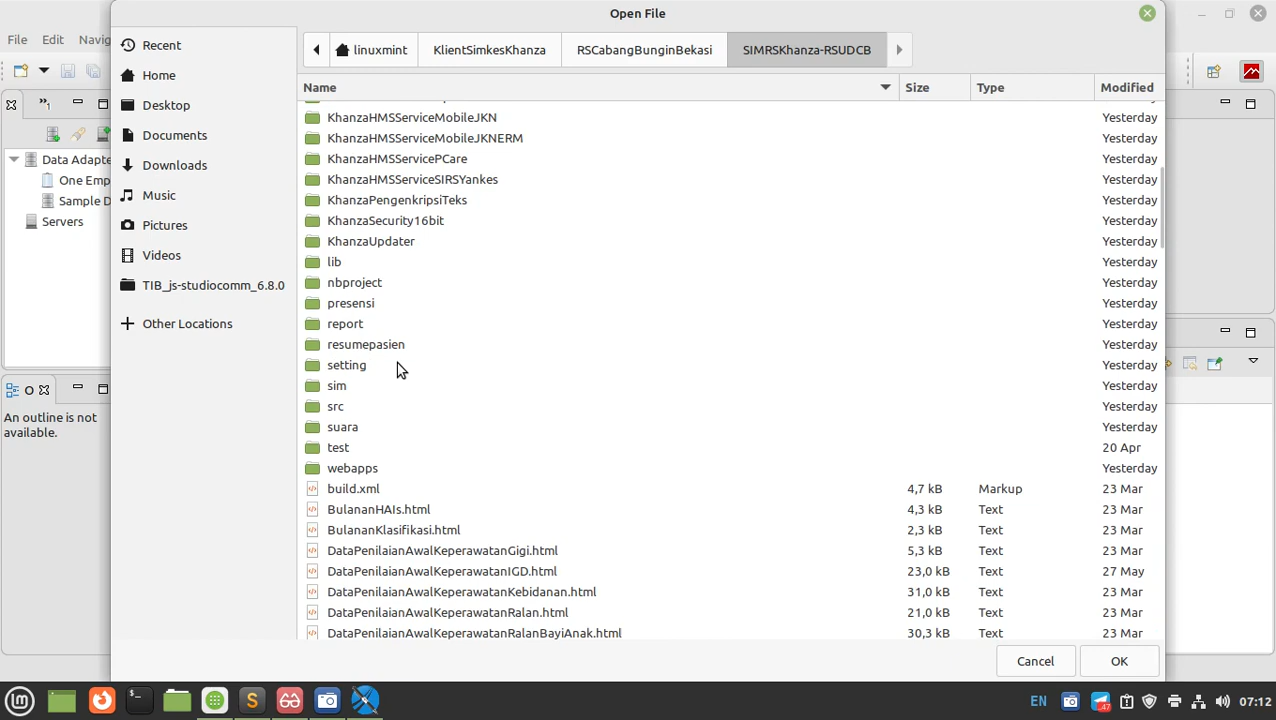 Open File
File Edit Navig
Recent
Home
Desktop
Documents
Downloads
Music
Pictures
Videos
TIB_js-studiocomm_6.8.0
Other Locations
linuxmint KlientSimkesKhanza RSCabangBunginBekasi SIMRSKhanza-RSUDCB
Name Size Type Modified
KhanzaHMSServiceMobileJKN Yesterday
KhanzaHMSServiceMobileJKNERM Yesterday
KhanzaHMSServicePCare Yesterday
KhanzaHMSServiceSIRSYankes Yesterday
KhanzaPengenkripsiTeks Yesterday
KhanzaSecurity16bit Yesterday
KhanzaUpdater Yesterday
lib Yesterday
nbproject Yesterday
presensi Yesterday
report Yesterday
resumepasien Yesterday
setting Yesterday
sim Yesterday
src Yesterday
suara Yesterday
test 20 Apr
webapps Yesterday
build.xml 4,7 kB Markup 23 Mar
BulananHAIs.html 4,3 kB Text 23 Mar
BulananKlasifikasi.html 2,3 kB Text 23 Mar
DataPenilaianAwalKeperawatanGigi.html 5,3 kB Text 23 Mar
DataPenilaianAwalKeperawatanIGD.html 23,0 kB Text 27 May
DataPenilaianAwalKeperawatanKebidanan.html 31,0 kB Text 23 Mar
DataPenilaianAwalKeperawatanRalan.html 21,0 kB Text 23 Mar
DataPenilaianAwalKeperawatanRalanBayiAnak.html 30,3 kB Text 23 Mar
Cancel OK
Data Adapte
One Emp
Sample D
Servers
O
An outline is not
available.
EN 47 07:12